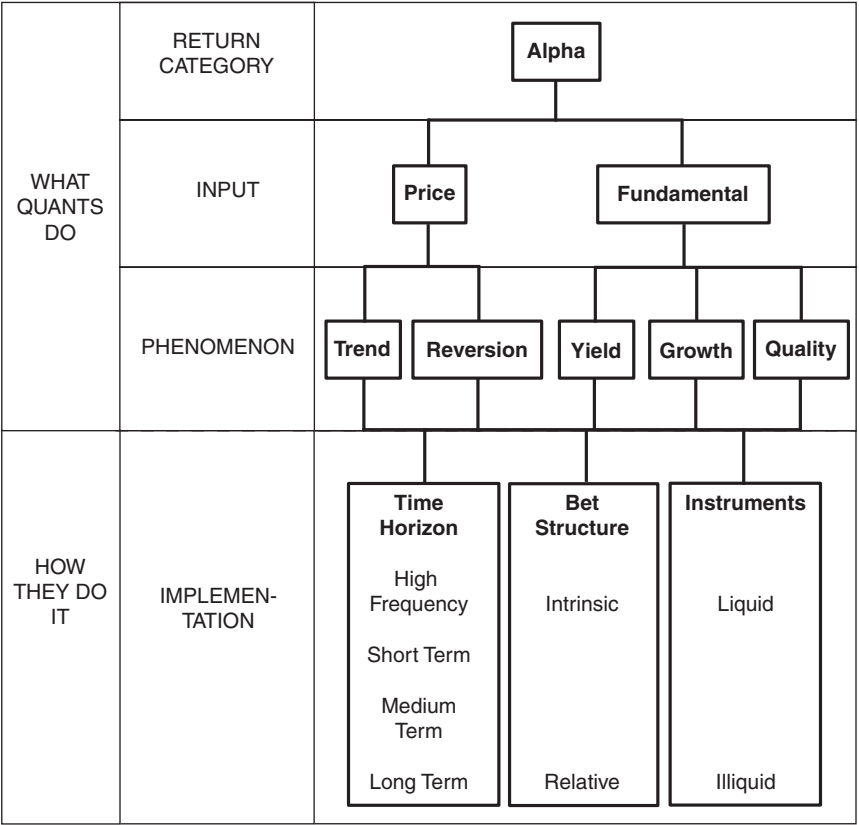 RETURN
CATEGORY
Alpha
WHAT
QUANTS
DO
INPUT
Price
Fundamental
PHENOMENON
Trend
Reversion
Yield
Growth
Quality
HOW
THEY DO
IT
IMPLEMEN-
TATION
Time
Horizon
High
Frequency
Short Term
Medium
Term
Long Term
Bet
Structure
Intrinsic
Relative
Instruments
Liquid
Illiquid